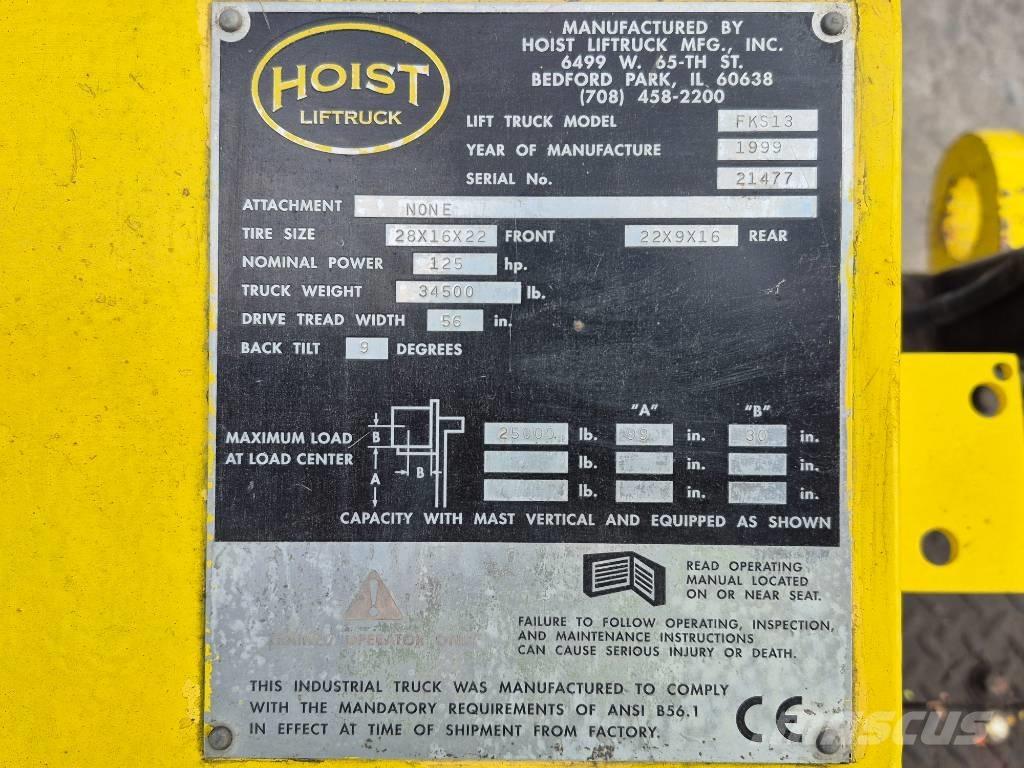 HOIST
LIFTRUCK
MANUFACTURED BY
HOIST LIFTRUCK MFG., INC.
6499 W. 65-TH ST.
BEDFORD PARK, IL 60638
(708) 458-2200
LIFT TRUCK MODEL FKS13
YEAR OF MANUFACTURE 1999
SERIAL No. 21477
ATTACHMENT NONE
TIRE SIZE 28X16X22 FRONT 22X9X16 REAR
NOMINAL POWER 125 hp.
TRUCK WEIGHT 34500 lb.
DRIVE TREAD WIDTH 56 in.
BACK TILT 9 DEGREES
"A" "B"
MAXIMUM LOAD
AT LOAD CENTER
B
B
A
25000 lb. in. 30 in.
lb. in. in.
lb. in. in.
CAPACITY WITH MAST VERTICAL AND EQUIPPED AS SHOWN
READ OPERATING
MANUAL LOCATED
ON OR NEAR SEAT.
OPERATOR ONLY
FAILURE TO FOLLOW OPERATING, INSPECTION,
AND MAINTENANCE INSTRUCTIONS
CAN CAUSE SERIOUS INJURY OR DEATH.
THIS INDUSTRIAL TRUCK WAS MANUFACTURED TO COMPLY
WITH THE MANDATORY REQUIREMENTS OF ANSI B56.1
IN EFFECT AT TIME OF SHIPMENT FROM FACTORY.
CE